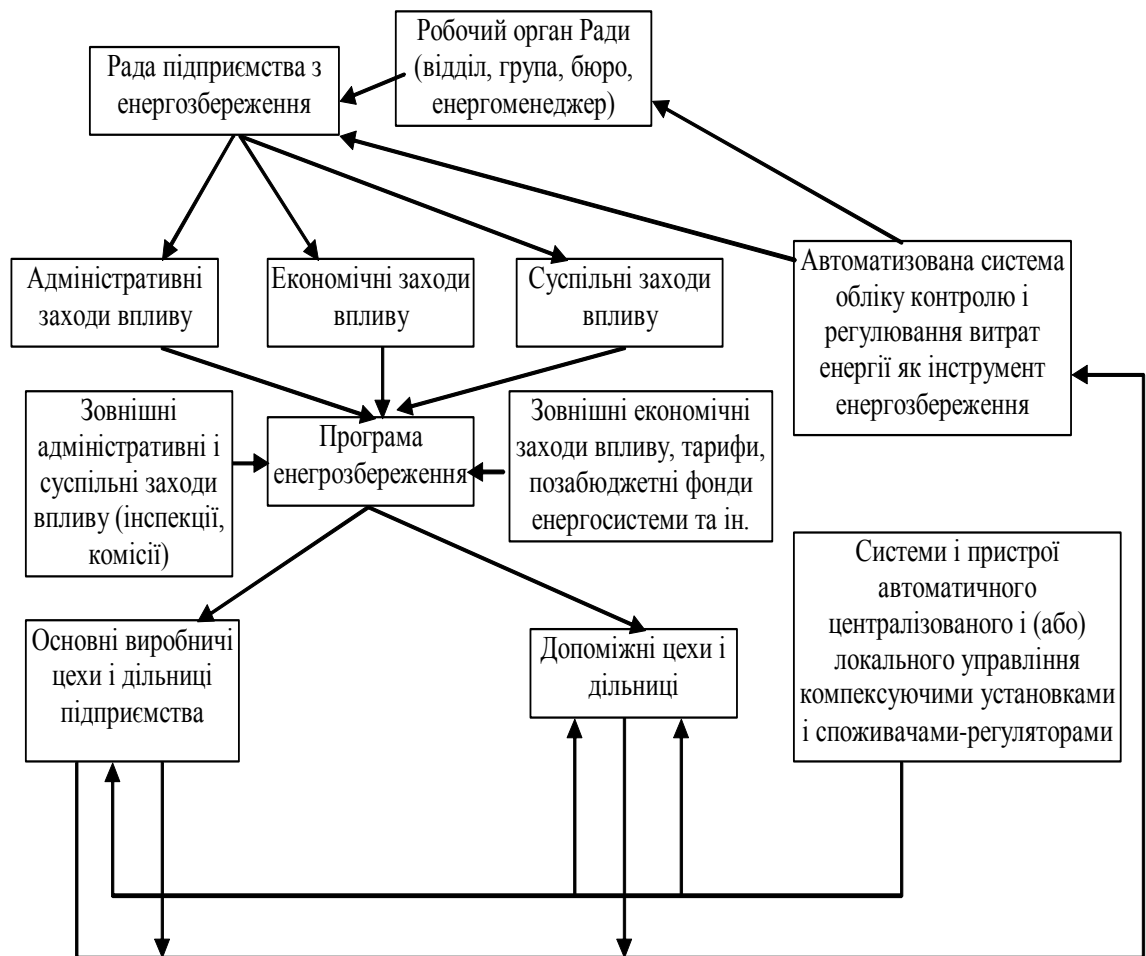 Робочий орган Ради
(відділ, група, бюро,
енергоменеджер)
Рада підприємства з
енергозбереження
Автоматизована система
обліку контролю і
регулювання витрат
енергії як інструмент
енергозбереження
Адміністративні
заходи впливу
Економічні заходи
впливу
Суспільні заходи
впливу
Зовнішні
адміністративні і
суспільні заходи
впливу (інспекції,
комісії)
Програма
енегрозбереження
Зовнішні економічні
заходи впливу, тарифи,
позабюджетні фонди
енергосистеми та ін.
Системи і пристрої
автоматичного
централізованого і (або)
локального управління
компексуючими установками
і споживачами-регуляторами
Основні виробничі
цехи і дільниці
підприємства
Допоміжні цехи і
дільниці